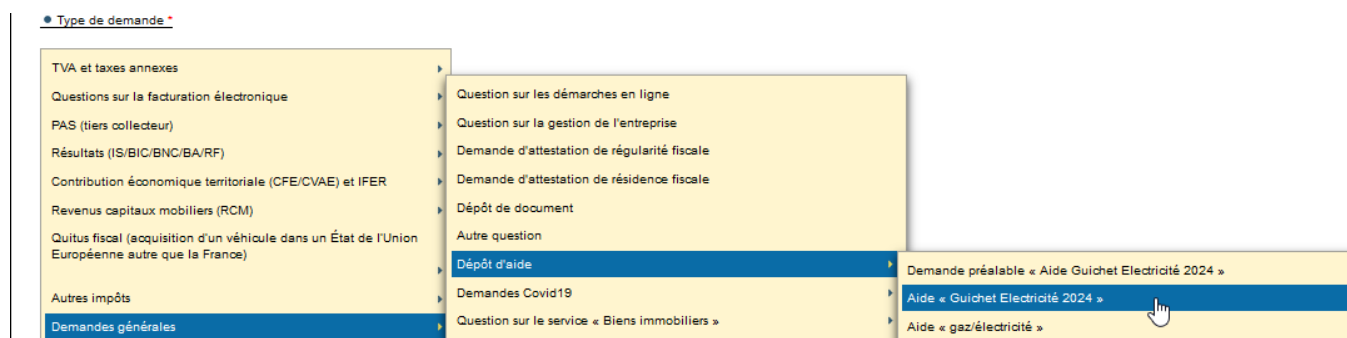 Type de demande *
TVA et taxes annexes
Questions sur la facturation électronique
PAS (tiers collecteur)
Résultats (IS/BIC/BNC/BA/RF)
Contribution économique territoriale (CFE/CVAE) et IFER
Revenus capitaux mobiliers (RCM)
Quitus fiscal (acquisition d'un véhicule dans un État de l'Union
Européenne autre que la France)
Autres impôts
Demandes générales
Question sur les démarches en ligne
Question sur la gestion de l'entreprise
Demande d'attestation de régularité fiscale
Demande d'attestation de résidence fiscale
Dépôt de document
Autre question
Dépôt d'aide
Demandes Covid19
Question sur le service « Biens immobiliers »
Demande préalable « Aide Guichet Electricité 2024 »
Aide « Guichet Electricité 2024 »
Aide « gaz/électricité »